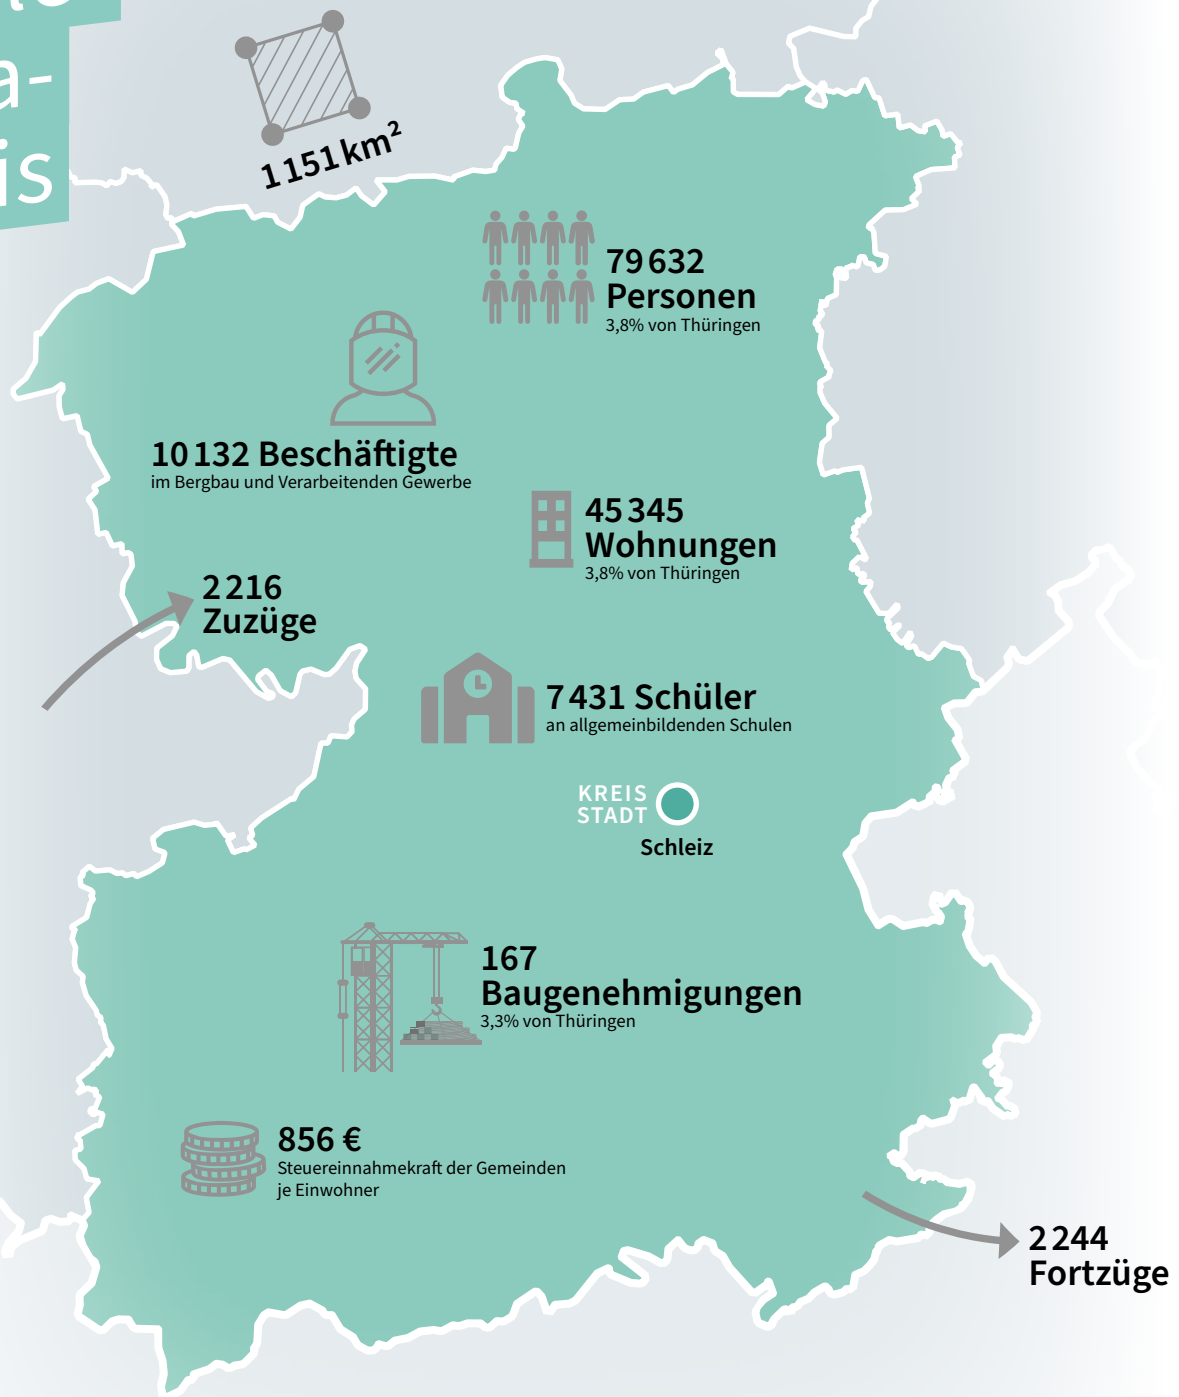 a-
is
1 151 km²
79 632
Personen
3,8% von Thüringen
10 132 Beschäftigte
im Bergbau und Verarbeitenden Gewerbe
45 345
Wohnungen
3,8% von Thüringen
2 216
Zuzüge
7 431 Schüler
an allgemeinbildenden Schulen
KREIS
STADT
Schleiz
167
Baugenehmigungen
3,3% von Thüringen
856 €
Steuereinnahmekraft der Gemeinden
je Einwohner
2 244
Fortzüge